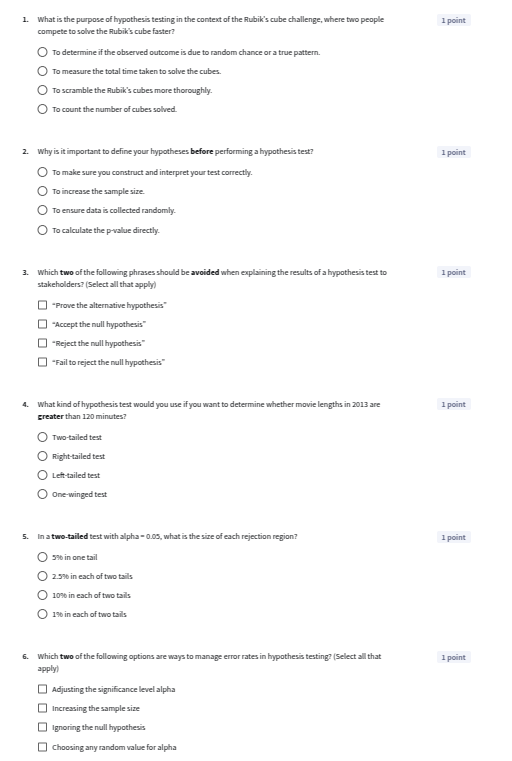 1. What is the purpose of hypothesis testing in the context of the Rubik's cube challenge, where two people
compete to solve the Rubik's cube faster?
1 point
To determine if the observed outcome is due to random chance or a true pattern.
To measure the total time taken to solve the cubes.
To scramble the Rubik's cubes more thoroughly.
To count the number of cubes solved.
2. Why is it important to define your hypotheses before performing a hypothesis test?
1 point
To make sure you construct and interpret your test correctly.
To increase the sample size.
To ensure data is collected randomly.
To calculate the p-value directly.
3. Which two of the following phrases should be avoided when explaining the results of a hypothesis test to
stakeholders? (Select all that apply)
1 point
"Prove the alternative hypothesis"
"Accept the null hypothesis"
"Reject the null hypothesis"
"Fail to reject the null hypothesis"
4. What kind of hypothesis test would you use if you want to determine whether movie lengths in 2013 are
greater than 120 minutes?
1 point
Two-tailed test
Right-tailed test
Left-tailed test
One-winged test
5. In a two-tailed test with alpha = 0.05, what is the size of each rejection region?
1 point
5% in one tail
2.5% in each of two tails
10% in each of two tails
1% in each of two tails
6. Which two of the following options are ways to manage error rates in hypothesis testing? (Select all that
apply)
1 point
Adjusting the significance level alpha
Increasing the sample size
Ignoring the null hypothesis
Choosing any random value for alpha